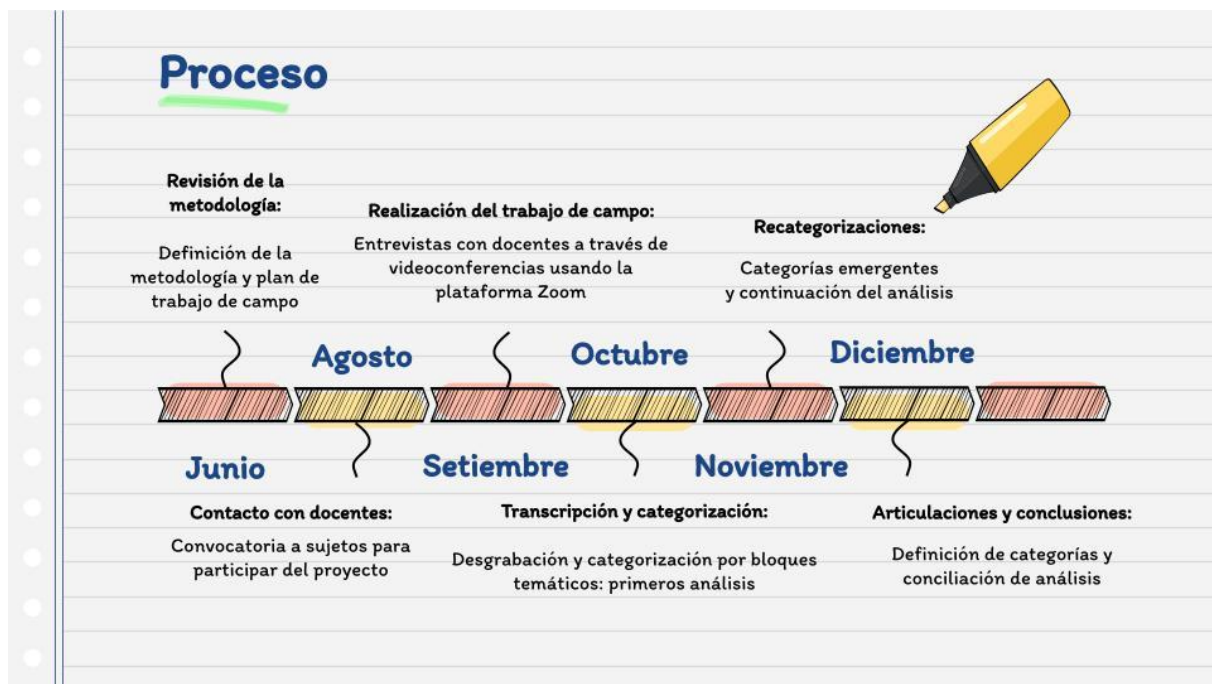 Proceso
Revisión de la
metodología:
Definición de la
metodología y plan de
trabajo de campo
Realización del trabajo de campo:
Entrevistas con docentes a través de
videoconferencias usando la
plataforma Zoom
Recategorizaciones:
Categorías emergentes
y continuación del análisis
Agosto
Octubre
Diciembre
Junio
Setiembre
Noviembre
Contacto con docentes:
Convocatoria a sujetos para
participar del proyecto
Transcripción y categorización:
Desgrabación y categorización por bloques
temáticos: primeros análisis
Articulaciones y conclusiones:
Definición de categorías y
conciliación de análisis